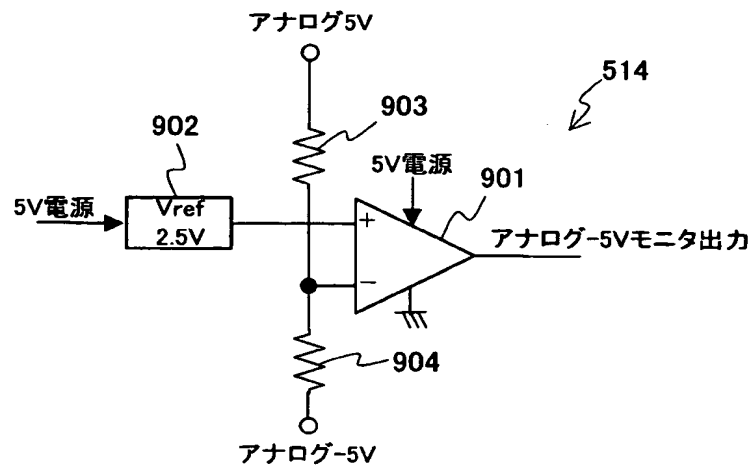 アナログ5V
514
903
902
5V電源
901
5V電源
Vref
2.5V
+
アナログ-5Vモニタ出力
−
904
アナログ-5V